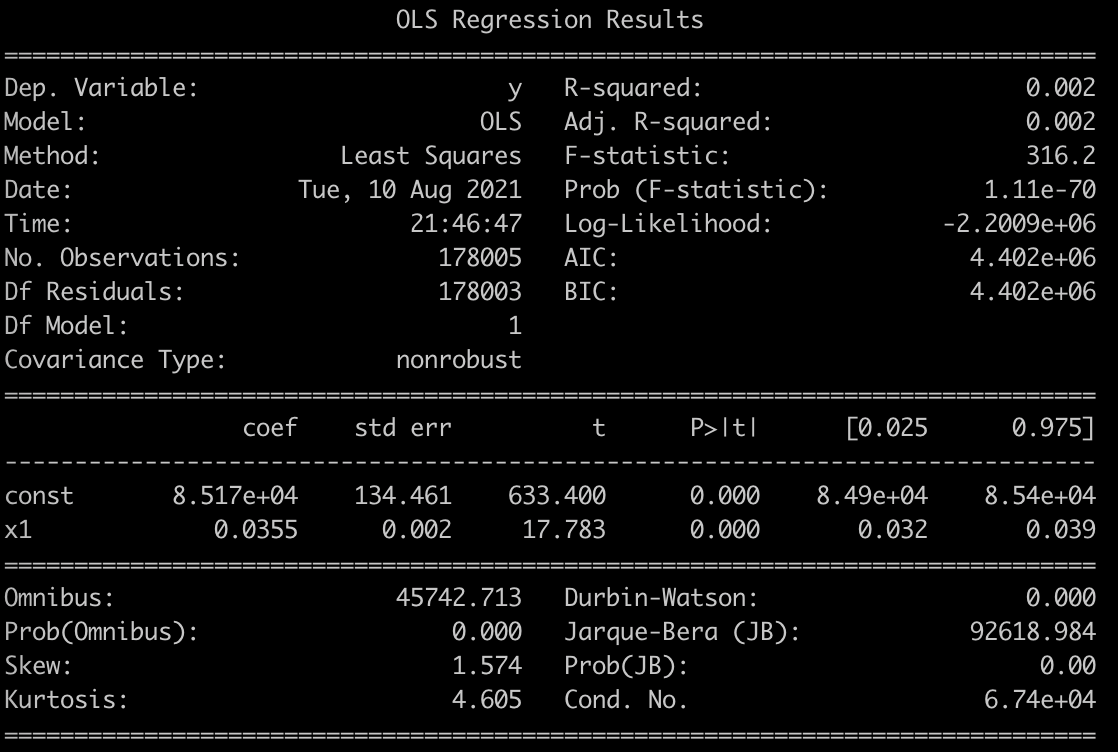 OLS Regression Results
==============================================================================
Dep. Variable:                      y   R-squared:                       0.002
Model:                            OLS   Adj. R-squared:                  0.002
Method:                 Least Squares   F-statistic:                     316.2
Date:                Tue, 10 Aug 2021   Prob (F-statistic):           1.11e-70
Time:                        21:46:47   Log-Likelihood:            -2.2009e+06
No. Observations:              178005   AIC:                         4.402e+06
Df Residuals:                  178003   BIC:                         4.402e+06
Df Model:                           1
Covariance Type:            nonrobust
==============================================================================
                 coef    std err          t      P>|t|      [0.025      0.975]
------------------------------------------------------------------------------
const       8.517e+04    134.461    633.400      0.000    8.49e+04    8.54e+04
x1             0.0355      0.002     17.783      0.000       0.032       0.039
==============================================================================
Omnibus:                    45742.713   Durbin-Watson:                   0.000
Prob(Omnibus):                  0.000   Jarque-Bera (JB):            92618.984
Skew:                           1.574   Prob(JB):                         0.00
Kurtosis:                       4.605   Cond. No.                     6.74e+04
==============================================================================